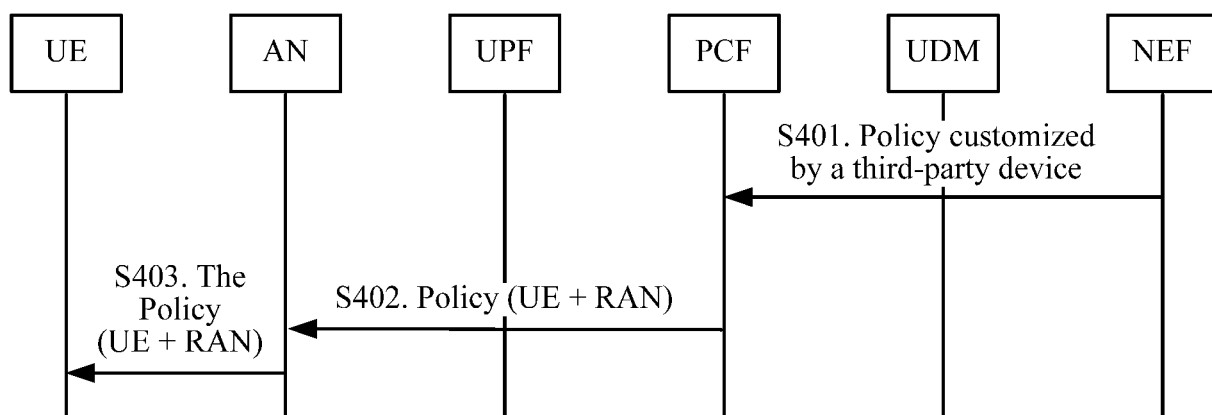 UE
AN
UPF
PCF
UDM
NEF
S401. Policy customized
by a third-party device
S403. The
Policy
(UE + RAN)
S402. Policy (UE + RAN)